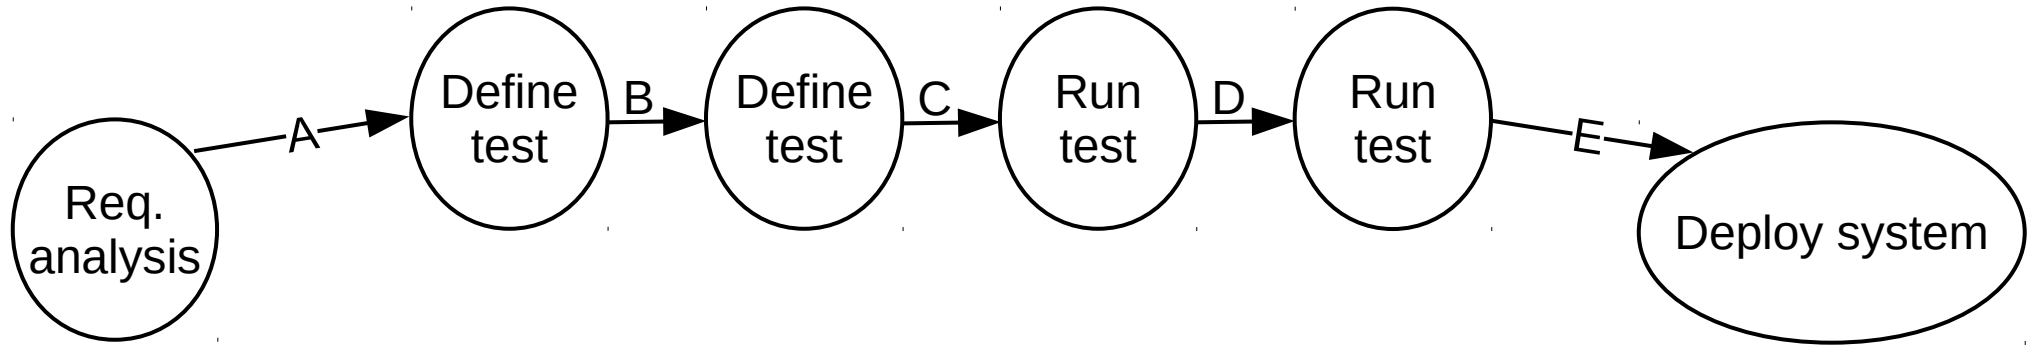 Req.
analysis
A
Define
test
B
Define
test
C
Run
test
D
Run
test
E
Deploy system